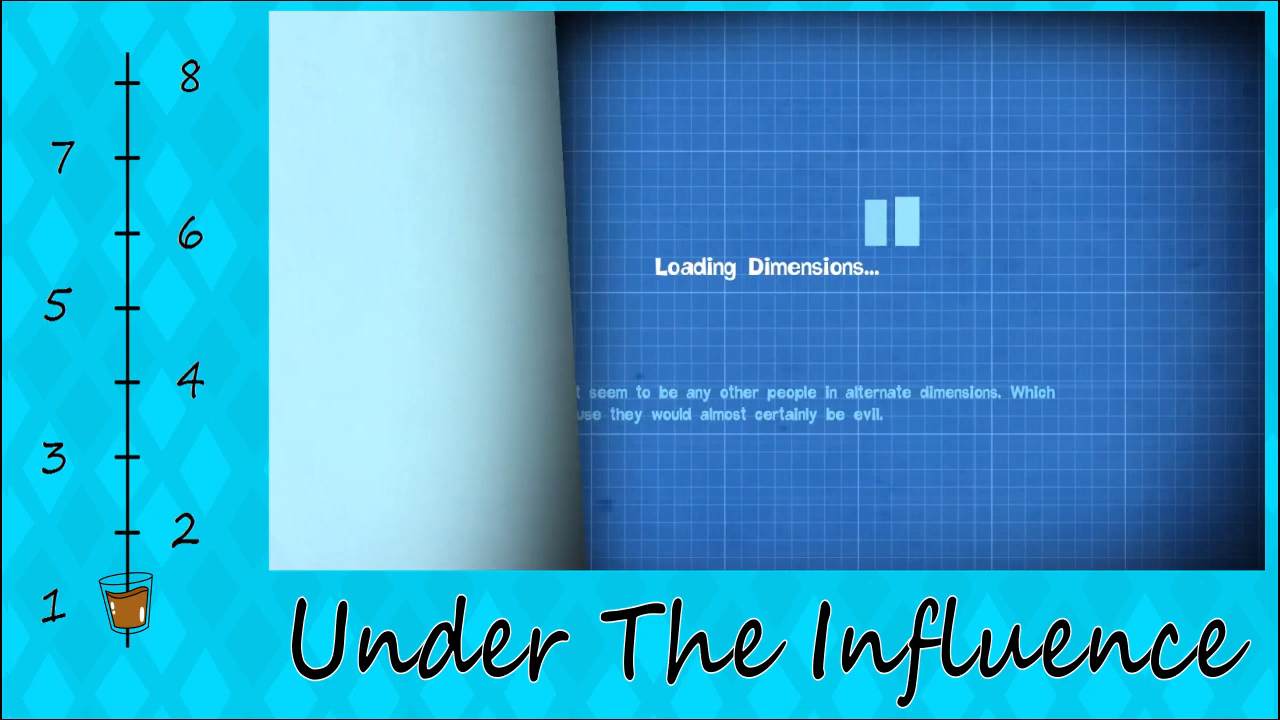 8
7
6
5
4
3
2
1
Loading Dimensions...
seem to be any other people in alternate dimensions. Which
they would almost certainly be evil.
Under The Influence